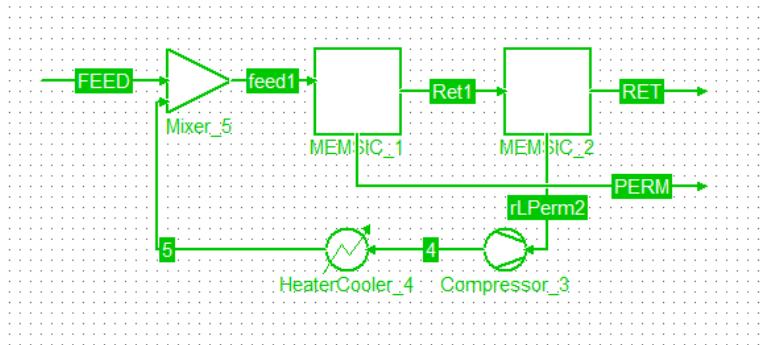 FEED
feed1
Ret1
RET
Mixer_5
MEMSIC_1
MEMSIC_2
PERM
rLPerm2
5
4
HeaterCooler_4
Compressor_3